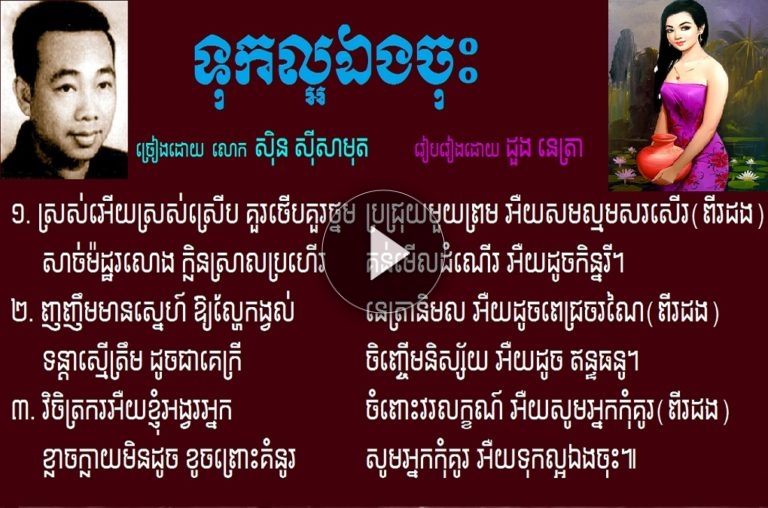 ទុកល្អឯងចុះ
ច្រៀងដោយ លោក ស៊ិន ស៊ីសាមុត រៀបរៀងដោយ ដួង នេត្រា
១. ស្រស់អើយស្រស់ស្រើប គួរថើបគួរថ្នម ប្រជ្រុយមួយព្រម អឺយសមល្មមសរសើរ(ពីរដង)
សាច់ម៉ដ្ឋរលោង ក្លិនស្រាលប្រហើរ គន់មើលដំណើរ អឺយដូចកិន្នរី។
២. ញញឹមមានស្នេហ៍ ឱ្យស្ហែកង្វល់ នេត្រានិមល អឺយដូចពេជ្រចរណៃ(ពីរដង)
ទន្តាស្មើត្រឹម ដូចជាគេក្រី ចិញ្ចើមនិស្ស័យ អឺយដូច ឥន្ទធនូ។
៣. វិចិត្រករអឺយខ្ញុំអង្វរអ្នក ចំពោះវរលក្ខណ៍ អឺយសូមអ្នកកុំគូរ(ពីរដង)
ខ្លាចក្លាយមិនដូច ខូចព្រោះគំនូរ សូមអ្នកកុំគូរ អឺយទុកល្អឯងចុះ៕